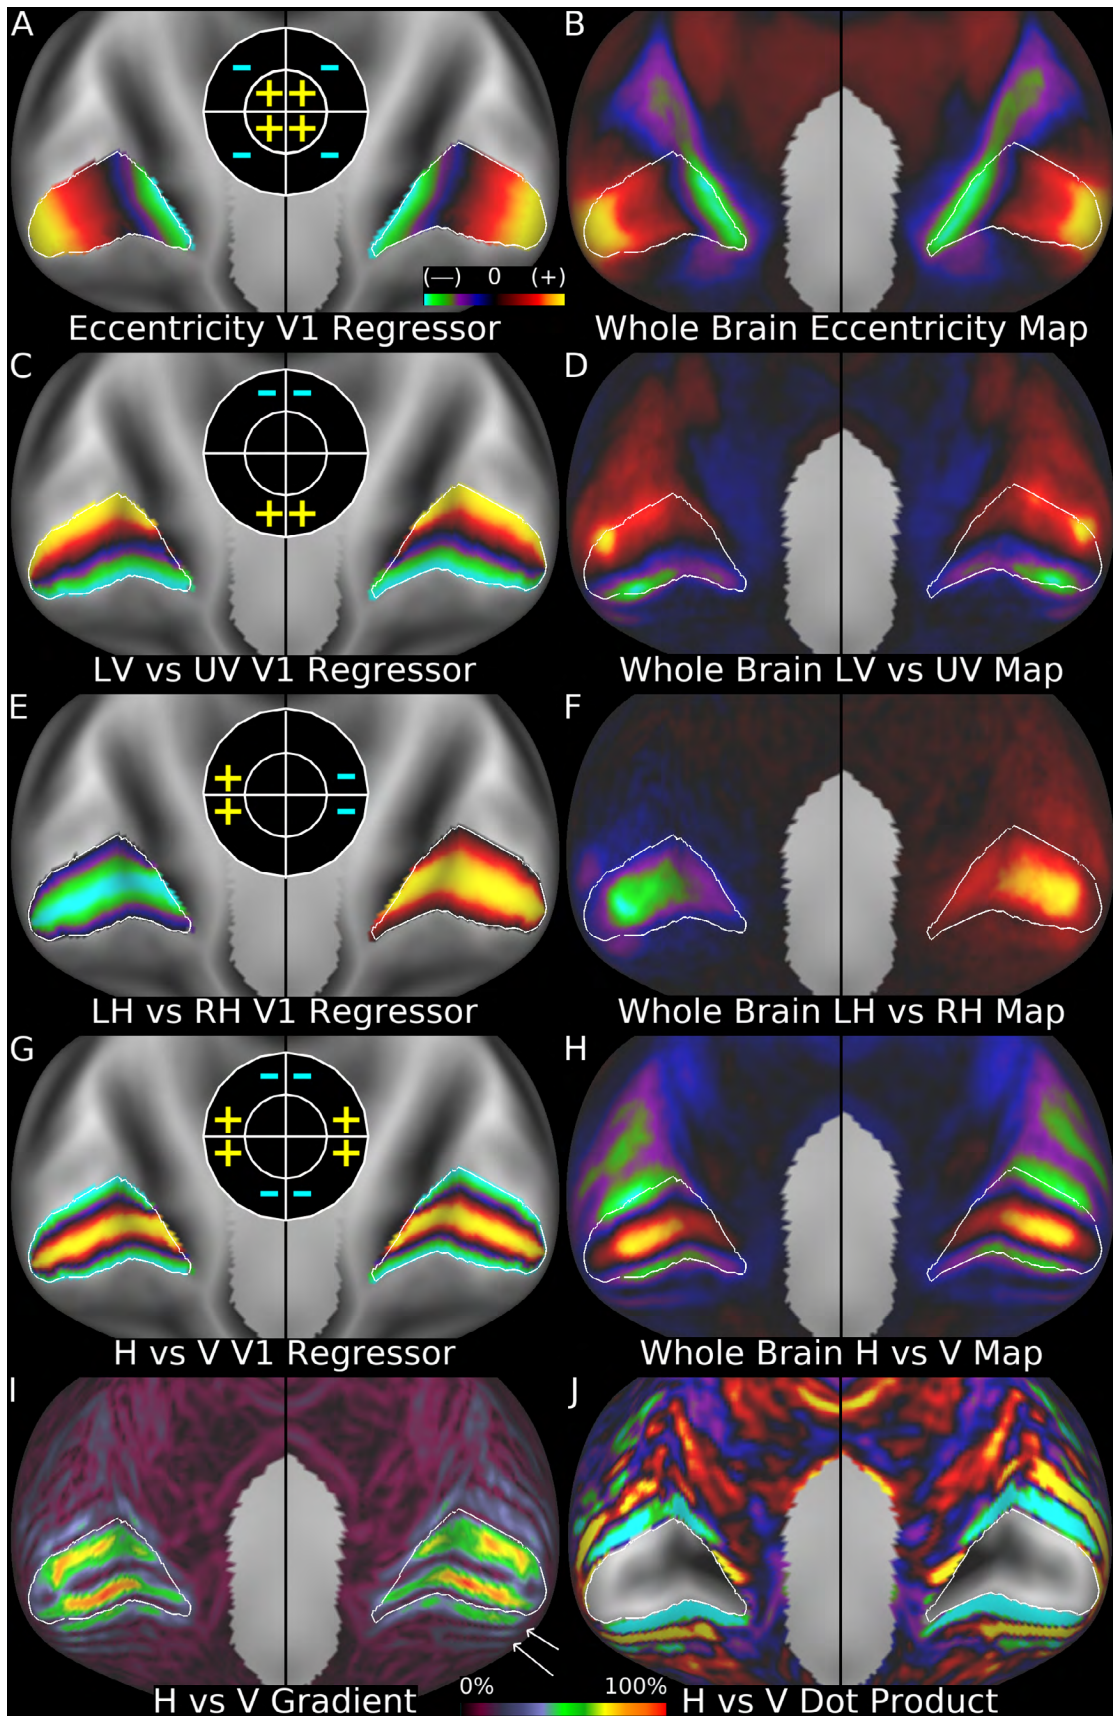 A
B
(—) 0 (+)
Eccentricity V1 Regressor
Whole Brain Eccentricity Map
C
D
LV vs UV V1 Regressor
Whole Brain LV vs UV Map
E
F
LH vs RH V1 Regressor
Whole Brain LH vs RH Map
G
H
H vs V V1 Regressor
Whole Brain H vs V Map
I
J
0% 100%
H vs V Gradient
H vs V Dot Product